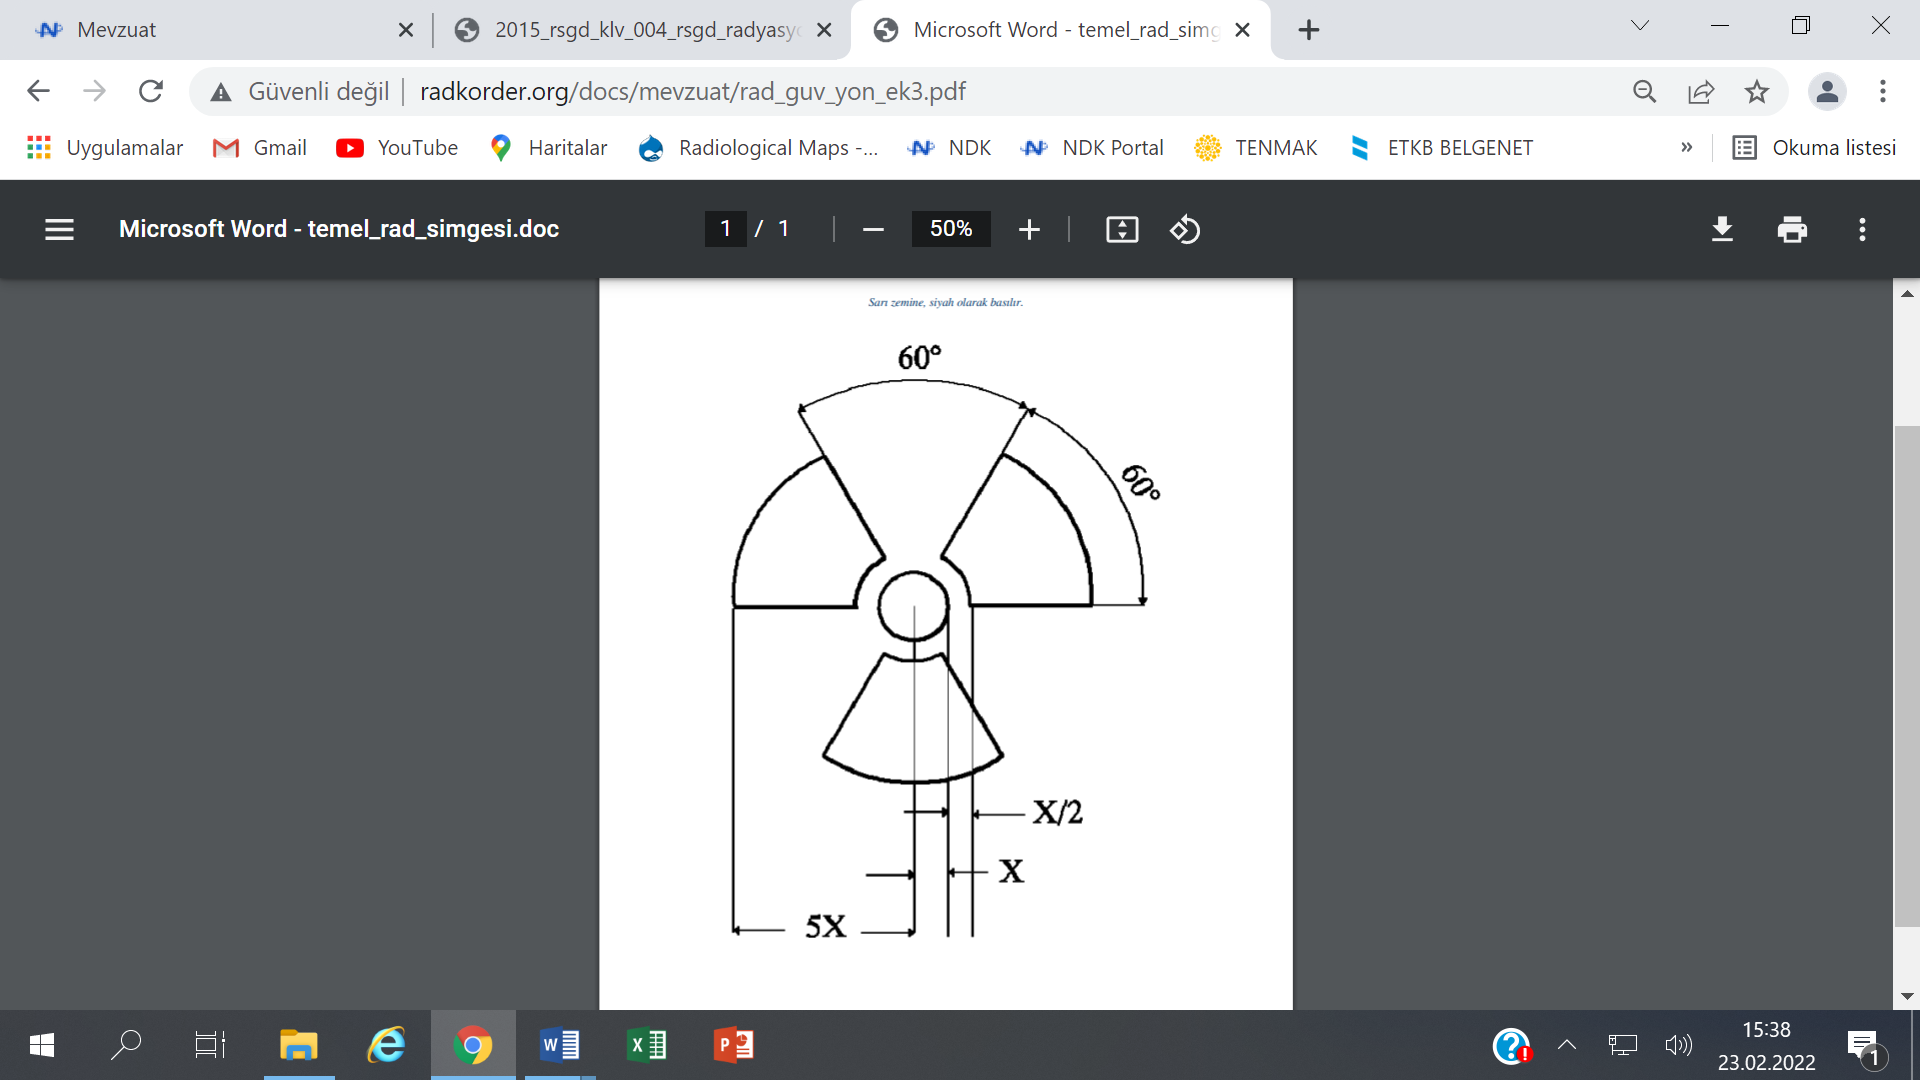 Mevzuat
2015_rsgd_klv_004_rsgd_radyasy
Microsoft Word - temel_rad_simg
Güvenli değil
radkorder.org/docs/mevzuat/rad_guv_yon_ek3.pdf
Uygulamalar
Gmail
YouTube
Haritalar
Radiological Maps -...
NDK
NDK Portal
TENMAK
ETKB BELGENET
»
Okuma listesi
Microsoft Word - temel_rad_simgesi.doc
1 / 1
50%
Sarı zemine, siyah olarak basılır.
60°
60°
X/2
X
5X
15:38
23.02.2022
1